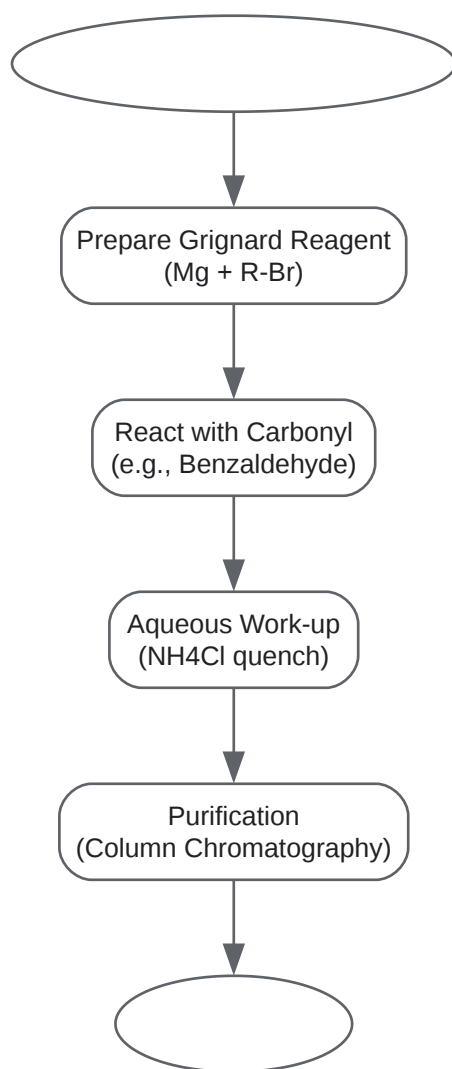 Prepare Grignard Reagent
(Mg + R-Br)
React with Carbonyl
(e.g., Benzaldehyde)
Aqueous Work-up
(NH4Cl quench)
Purification
(Column Chromatography)